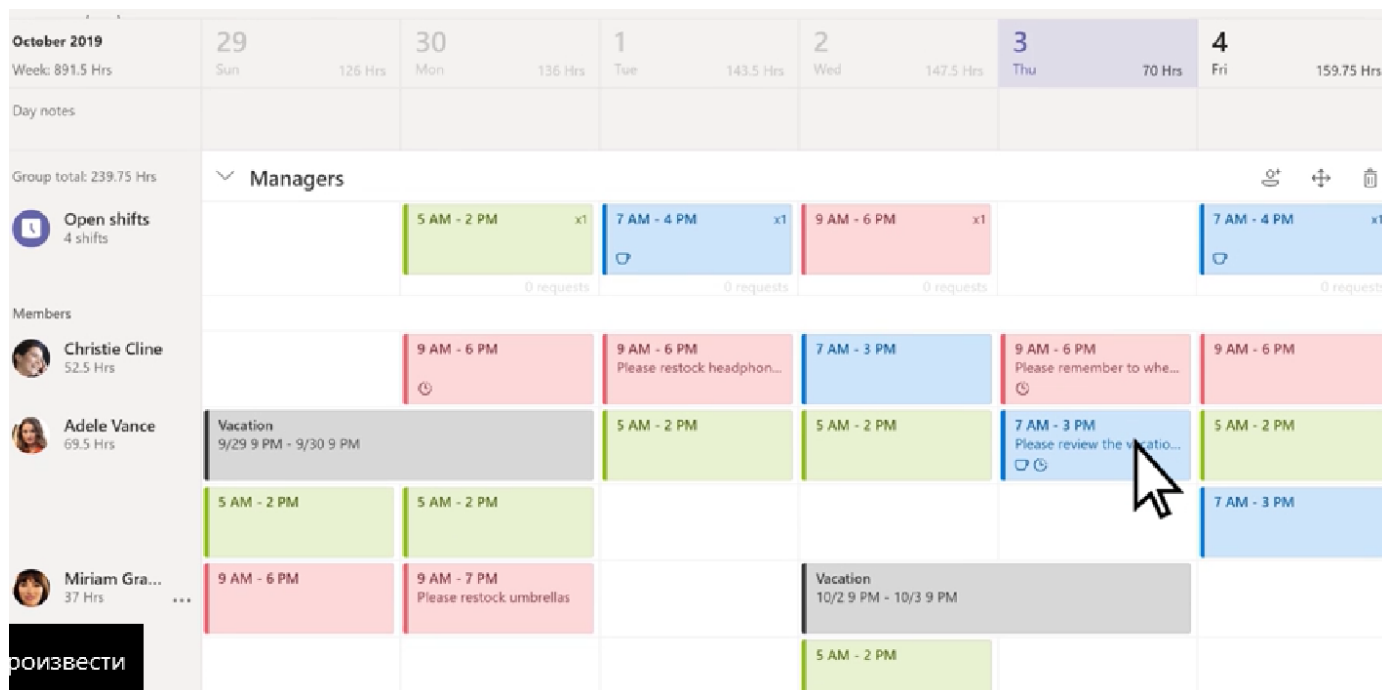 October 2019
Week: 891.5 Hrs
29
Sun 126 Hrs
30
Mon 136 Hrs
1
Tue 143.5 Hrs
2
Wed 147.5 Hrs
3
Thu 70 Hrs
4
Fri 159.75 Hrs
Day notes
Group total: 239.75 Hrs
Managers
Open shifts
4 shifts
5 AM - 2 PM x1
0 requests
7 AM - 4 PM x1
0 requests
9 AM - 6 PM x1
0 requests
7 AM - 4 PM x1
0 requests
Members
Christie Cline
52.5 Hrs
9 AM - 6 PM
9 AM - 6 PM
Please restock headphon...
7 AM - 3 PM
9 AM - 6 PM
Please remember to whe...
9 AM - 6 PM
Adele Vance
69.5 Hrs
Vacation
9/29 9 PM - 9/30 9 PM
5 AM - 2 PM
5 AM - 2 PM
7 AM - 3 PM
Please review the vacatio...
5 AM - 2 PM
5 AM - 2 PM
5 AM - 2 PM
7 AM - 3 PM
Miriam Gra...
37 Hrs
...
9 AM - 6 PM
9 AM - 7 PM
Please restock umbrellas
Vacation
10/2 9 PM - 10/3 9 PM
5 AM - 2 PM
роизвести